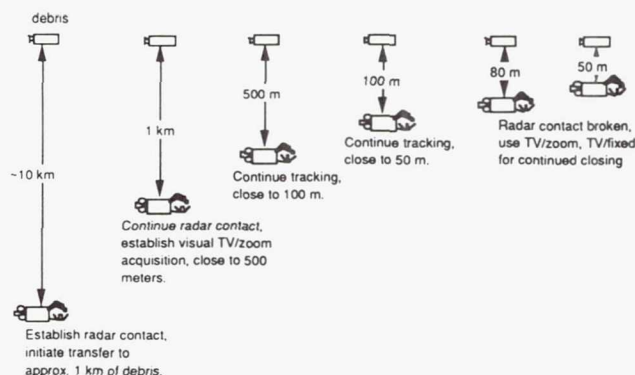 debris
~10 km
Establish radar contact,
initiate transfer to
approx. 1 km of debris.
1 km
Continue radar contact,
establish visual TV/zoom
acquisition, close to 500
meters.
500 m
Continue tracking,
close to 100 m.
100 m
Continue tracking,
close to 50 m.
80 m
50 m
Radar contact broken,
use TV/zoom, TV/fixed
for continued closing